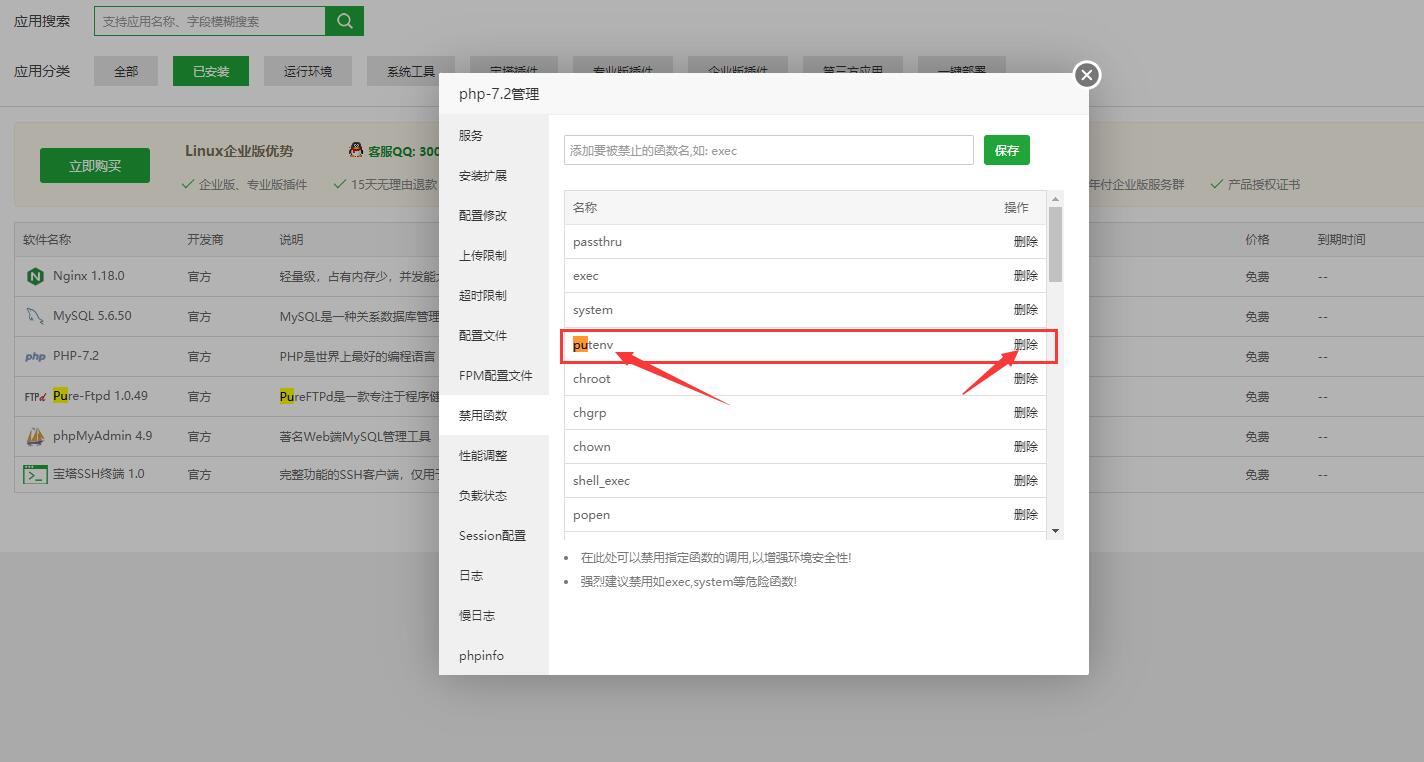 应用搜索
支持应用名称、字段模糊搜索
应用分类
全部
已安装
运行环境
系统工具
宝塔插件
专业版插件
企业版插件
第三方应用
一键部署
立即购买
Linux企业版优势
客服QQ: 300
企业版、专业版插件
15天无理由退款
年付企业版服务群
产品授权证书
软件名称 开发商 说明 价格 到期时间
Nginx 1.18.0 官方 轻量级，占有内存少，并发能 免费 --
MySQL 5.6.50 官方 MySQL是一种关系数据库管理 免费 --
php PHP-7.2 官方 PHP是世界上最好的编程语言 免费 --
FTPd Pure-Ftpd 1.0.49 官方 PureFTPd是一款专注于程序健 免费 --
phpMyAdmin 4.9 官方 著名Web端MySQL管理工具 免费 --
宝塔SSH终端 1.0 官方 完整功能的SSH客户端，仅用于 免费 --
php-7.2管理
服务
安装扩展
配置修改
上传限制
超时限制
配置文件
FPM配置文件
禁用函数
性能调整
负载状态
Session配置
日志
慢日志
phpinfo
添加要被禁止的函数名,如: exec
保存
名称 操作
passthru 删除
exec 删除
system 删除
putenv 删除
chroot 删除
chgrp 删除
chown 删除
shell_exec 删除
popen 删除
在此处可以禁用指定函数的调用,以增强环境安全性!
强烈建议禁用如exec,system等危险函数!